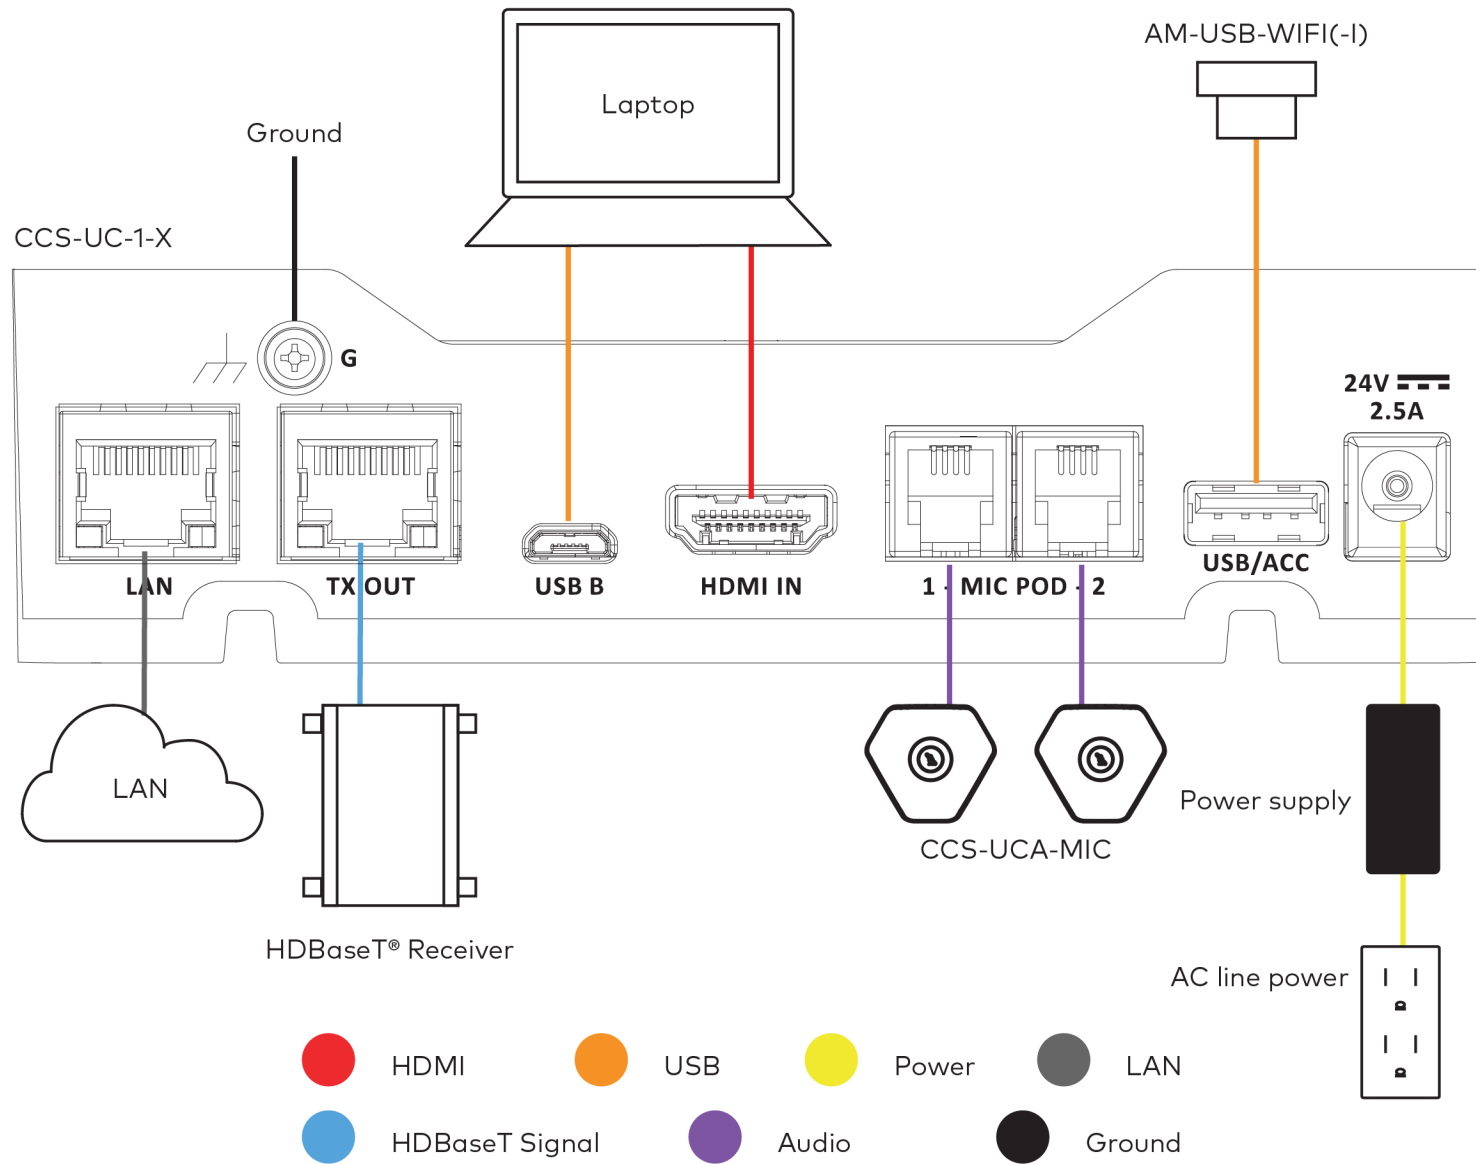 AM-USB-WIFI(-I)
Laptop
Ground
CCS-UC-1-X
G
24V
2.5A
LAN
TX OUT
USB B
HDMI IN
1 - MIC POD - 2
USB/ACC
LAN
Power supply
CCS-UCA-MIC
HDBaseT® Receiver
AC line power
HDMI
USB
Power
LAN
HDBaseT Signal
Audio
Ground